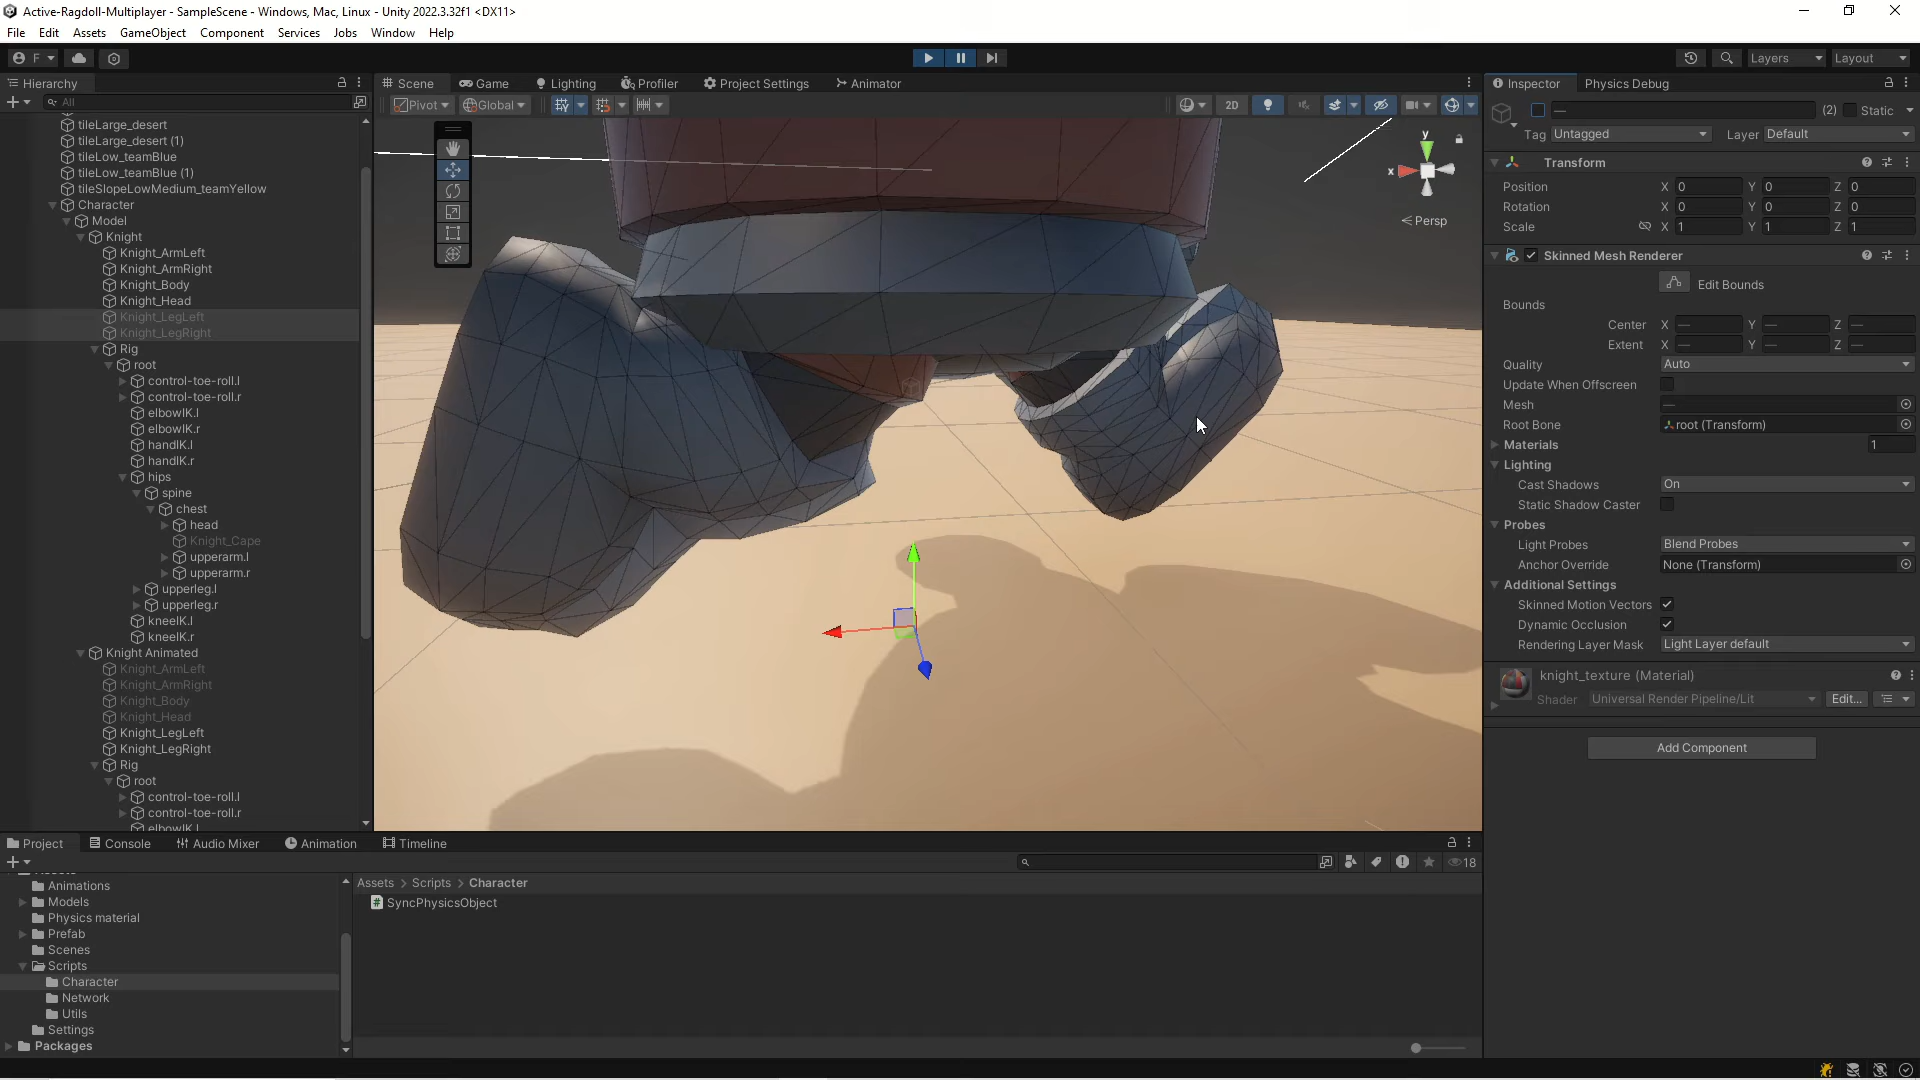 Active-Ragdoll-Multiplayer - SampleScene - Windows, Mac, Linux - Unity 2022.3.32f1 <DX11>
File Edit Assets GameObject Component Services Jobs Window Help
F Layers Layout
Hierarchy
All
tileLarge_desert
tileLarge_desert (1)
tileLow_teamBlue
tileLow_teamBlue (1)
tileSlopeLowMedium_teamYellow
Character
Model
Knight
Knight_ArmLeft
Knight_ArmRight
Knight_Body
Knight_Head
Knight_LegLeft
Knight_LegRight
Rig
root
control-toe-roll.l
control-toe-roll.r
elbowIK.l
elbowIK.r
handIK.l
handIK.r
hips
spine
chest
head
Knight_Cape
upperarm.l
upperarm.r
upperleg.l
upperleg.r
kneeIK.l
kneeIK.r
Knight Animated
Knight_ArmLeft
Knight_ArmRight
Knight_Body
Knight_Head
Knight_LegLeft
Knight_LegRight
Rig
root
control-toe-roll.l
control-toe-roll.r
elbowIK.l
Scene Game Lighting Profiler Project Settings Animator
Pivot Global 2D
y
x
Persp
Inspector Physics Debug
— (2) Static
Tag Untagged Layer Default
Transform
Position X 0 Y 0 Z 0
Rotation X 0 Y 0 Z 0
Scale X 1 Y 1 Z 1
Skinned Mesh Renderer
Edit Bounds
Bounds
Center X — Y — Z —
Extent X — Y — Z —
Quality Auto
Update When Offscreen
Mesh —
Root Bone root (Transform)
Materials 1
Lighting
Cast Shadows On
Static Shadow Caster
Probes
Light Probes Blend Probes
Anchor Override None (Transform)
Additional Settings
Skinned Motion Vectors
Dynamic Occlusion
Rendering Layer Mask Light Layer default
knight_texture (Material)
Shader Universal Render Pipeline/Lit Edit...
Add Component
Project Console Audio Mixer Animation Timeline
18
Assets
Animations
Models
Physics material
Prefab
Scenes
Scripts
Character
Network
Utils
Settings
Packages
Assets > Scripts > Character
SyncPhysicsObject